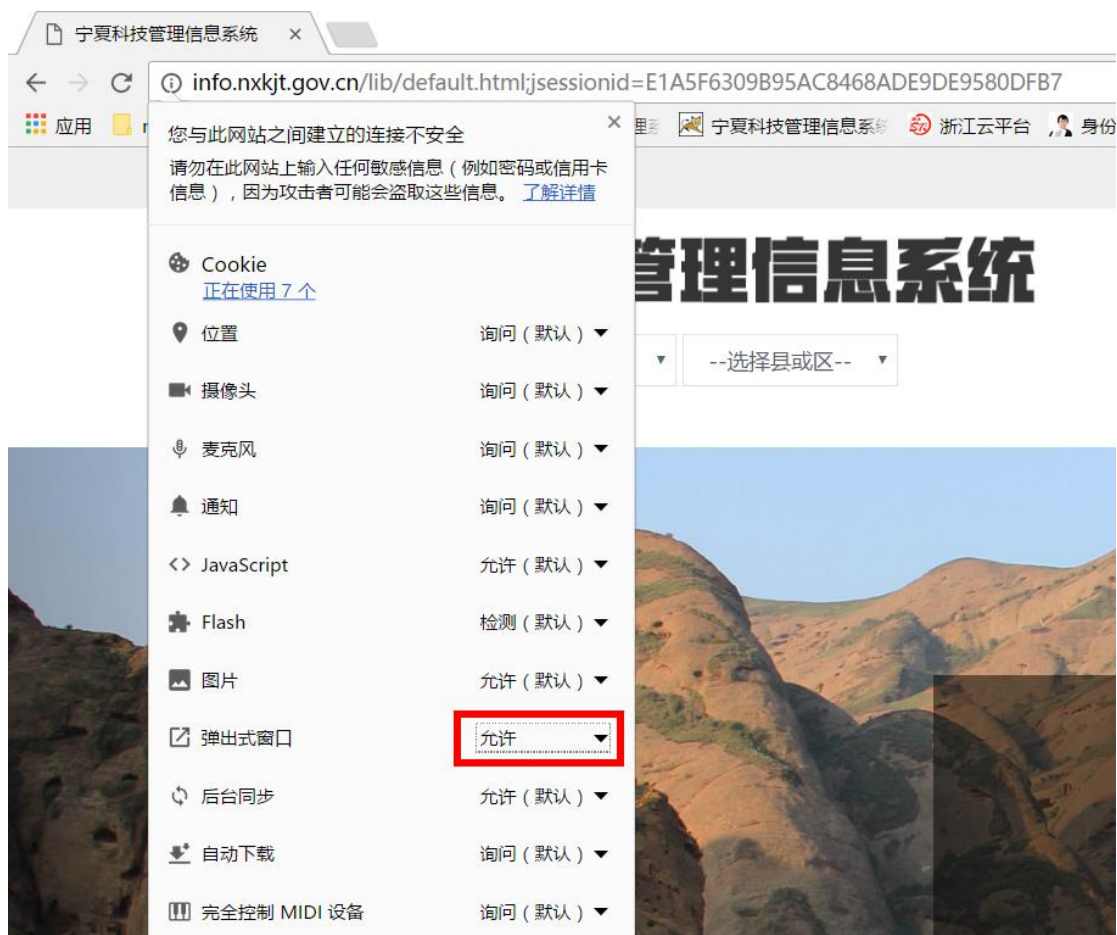 宁夏科技管理信息系统
info.nxkjt.gov.cn/lib/default.html;jsessionid=E1A5F6309B95AC8468ADE9DE9580DFB7
应用 宁夏科技管理信息系统 浙江云平台 身份
您与此网站之间建立的连接不安全
请勿在此网站上输入任何敏感信息（例如密码或信用卡
信息），因为攻击者可能会盗取这些信息。 了解详情
管理信息系统
Cookie
正在使用 7 个
位置 询问（默认）
--选择县或区--
摄像头 询问（默认）
麦克风 询问（默认）
通知 询问（默认）
JavaScript 允许（默认）
Flash 检测（默认）
图片 允许（默认）
弹出式窗口 允许
后台同步 允许（默认）
自动下载 询问（默认）
完全控制 MIDI 设备 询问（默认）